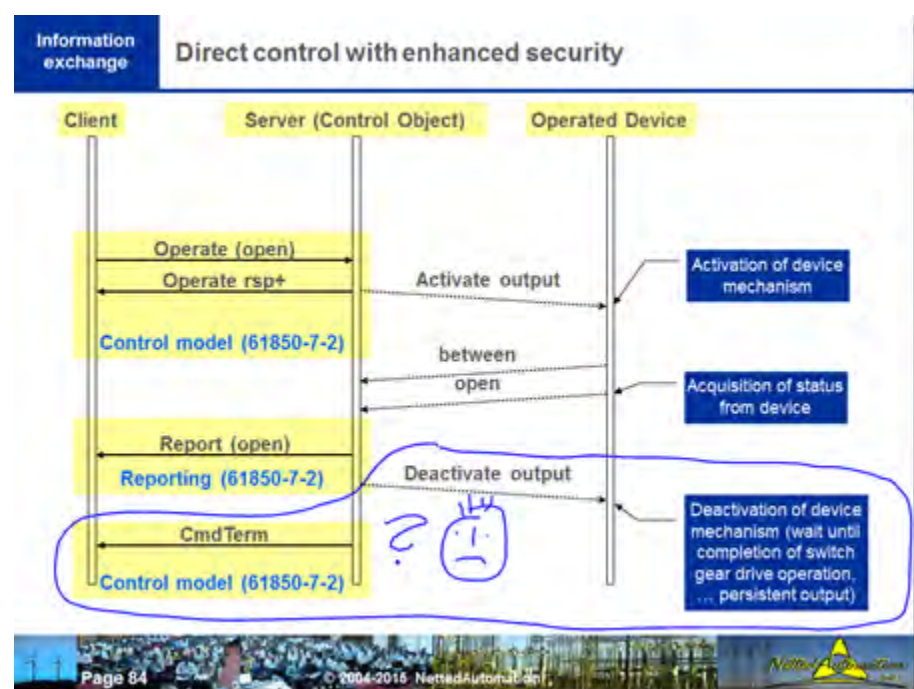 Information
exchange
Direct control with enhanced security
Client
Server (Control Object)
Operated Device
Operate (open)
Operate rsp+
Activate output
Activation of device
mechanism
Control model (61850-7-2)
between
open
Acquisition of status
from device
Report (open)
Reporting (61850-7-2)
Deactivate output
Deactivation of device
mechanism (wait until
completion of switch
gear drive operation,
... persistent output)
CmdTerm
?
Control model (61850-7-2)
Page 84
© 2004-2016 NettedAutomation
NettedAutomation